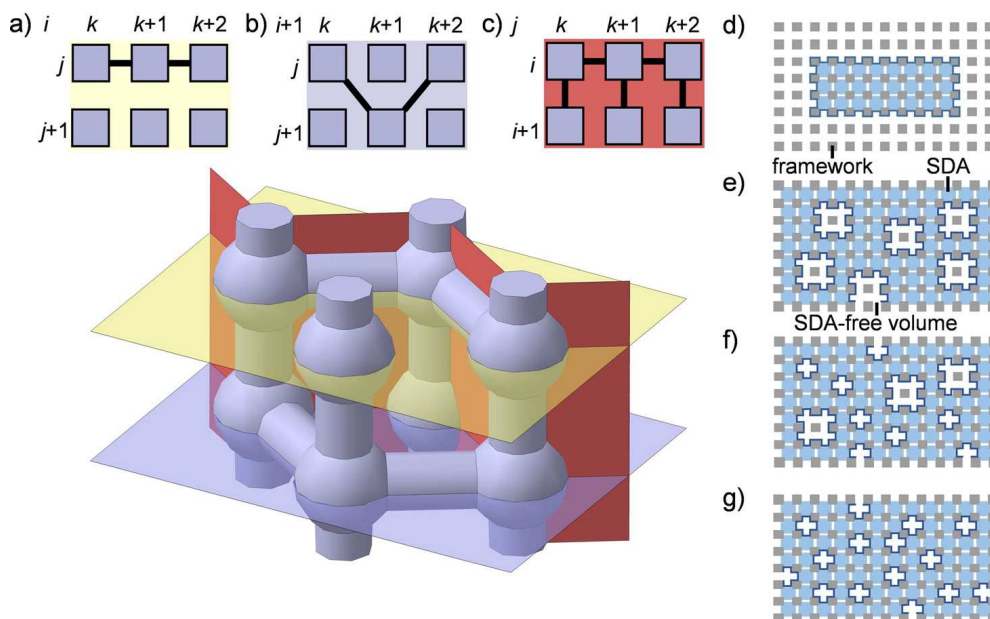 a) i k k+1 k+2
j
j+1
b) i+1 k k+1 k+2
j
j+1
c) j k k+1 k+2
i
i+1
d)
framework SDA
e)
SDA-free volume
f)
g)